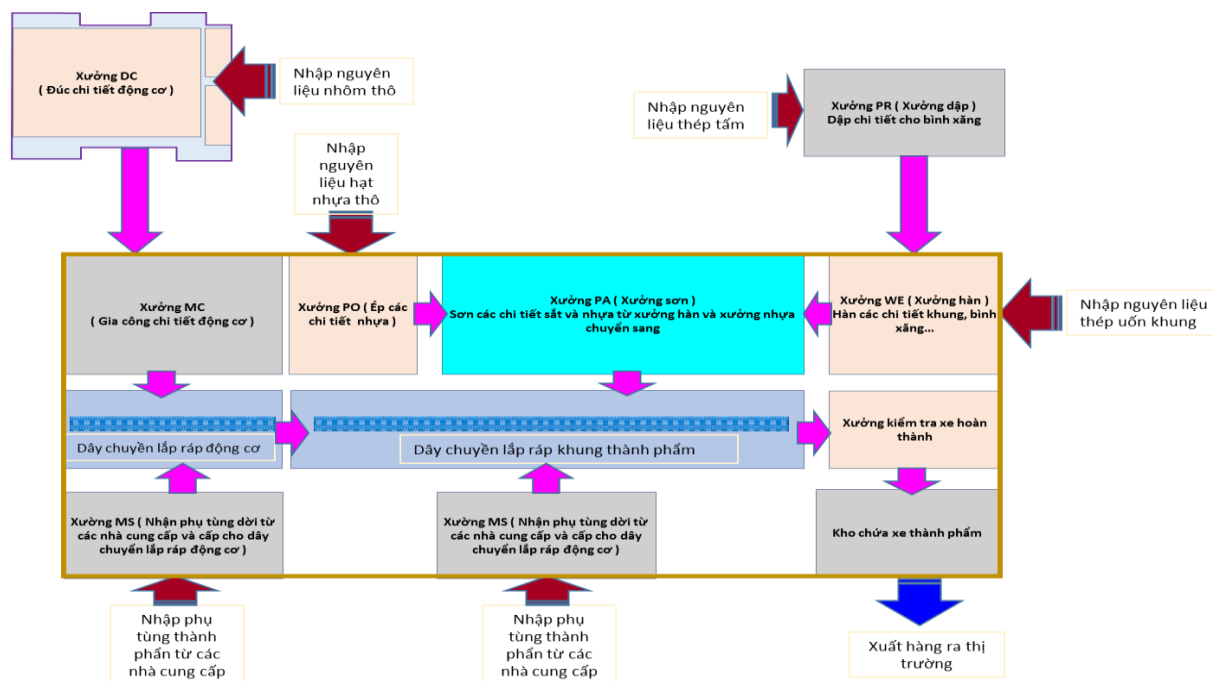 Xưởng DC
( Đúc chi tiết động cơ )
Nhập nguyên
liệu nhôm thô
Nhập nguyên
liệu thép tấm
Xưởng PR ( Xưởng dập )
Dập chi tiết cho bình xăng
Nhập
nguyên
liệu hạt
nhựa thô
Xưởng MC
( Gia công chi tiết động cơ )
Xưởng PO ( Ép các
chi tiết nhựa )
Xưởng PA ( Xưởng sơn )
Sơn các chi tiết sắt và nhựa từ xưởng hàn và xưởng nhựa
chuyển sang
Xưởng WE ( Xưởng hàn )
Hàn các chi tiết khung, bình
xăng...
Nhập nguyên liệu
thép uốn khung
Dây chuyền lắp ráp động cơ
Dây chuyền lắp ráp khung thành phẩm
Xưởng kiểm tra xe hoàn
thành
Xường MS ( Nhận phụ tùng dời từ
các nhà cung cấp và cấp cho dây
chuyển lắp ráp động cơ )
Xường MS ( Nhận phụ tùng dời từ
các nhà cung cấp và cấp cho dây
chuyển lắp ráp động cơ )
Kho chứa xe thành phẩm
Nhập phụ
tùng thành
phẩn từ các
nhà cung cấp
Nhập phụ
tùng thành
phẩn từ các
nhà cung cấp
Xuất hàng ra thị
trường